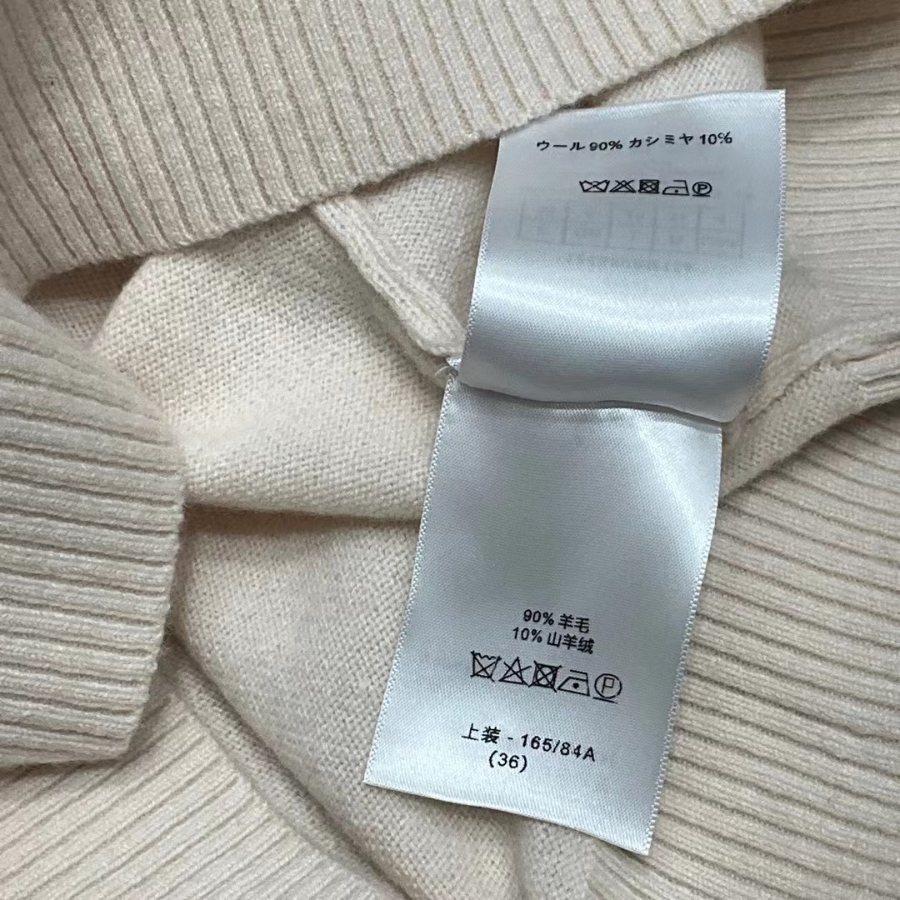 ウール 90% カシミヤ 10%
P
90% 羊毛
10% 山羊绒
P
上装 - 165/84A
(36)